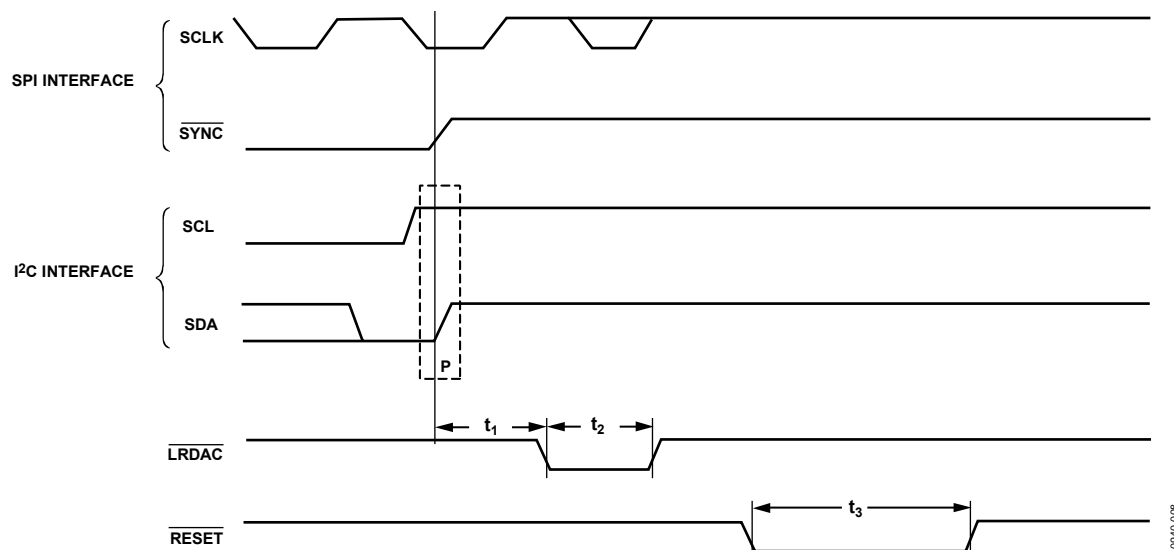 SCLK
SPI INTERFACE
SYNC
SCL
I²C INTERFACE
SDA
P
t₁
t₂
LRDAC
t₃
RESET